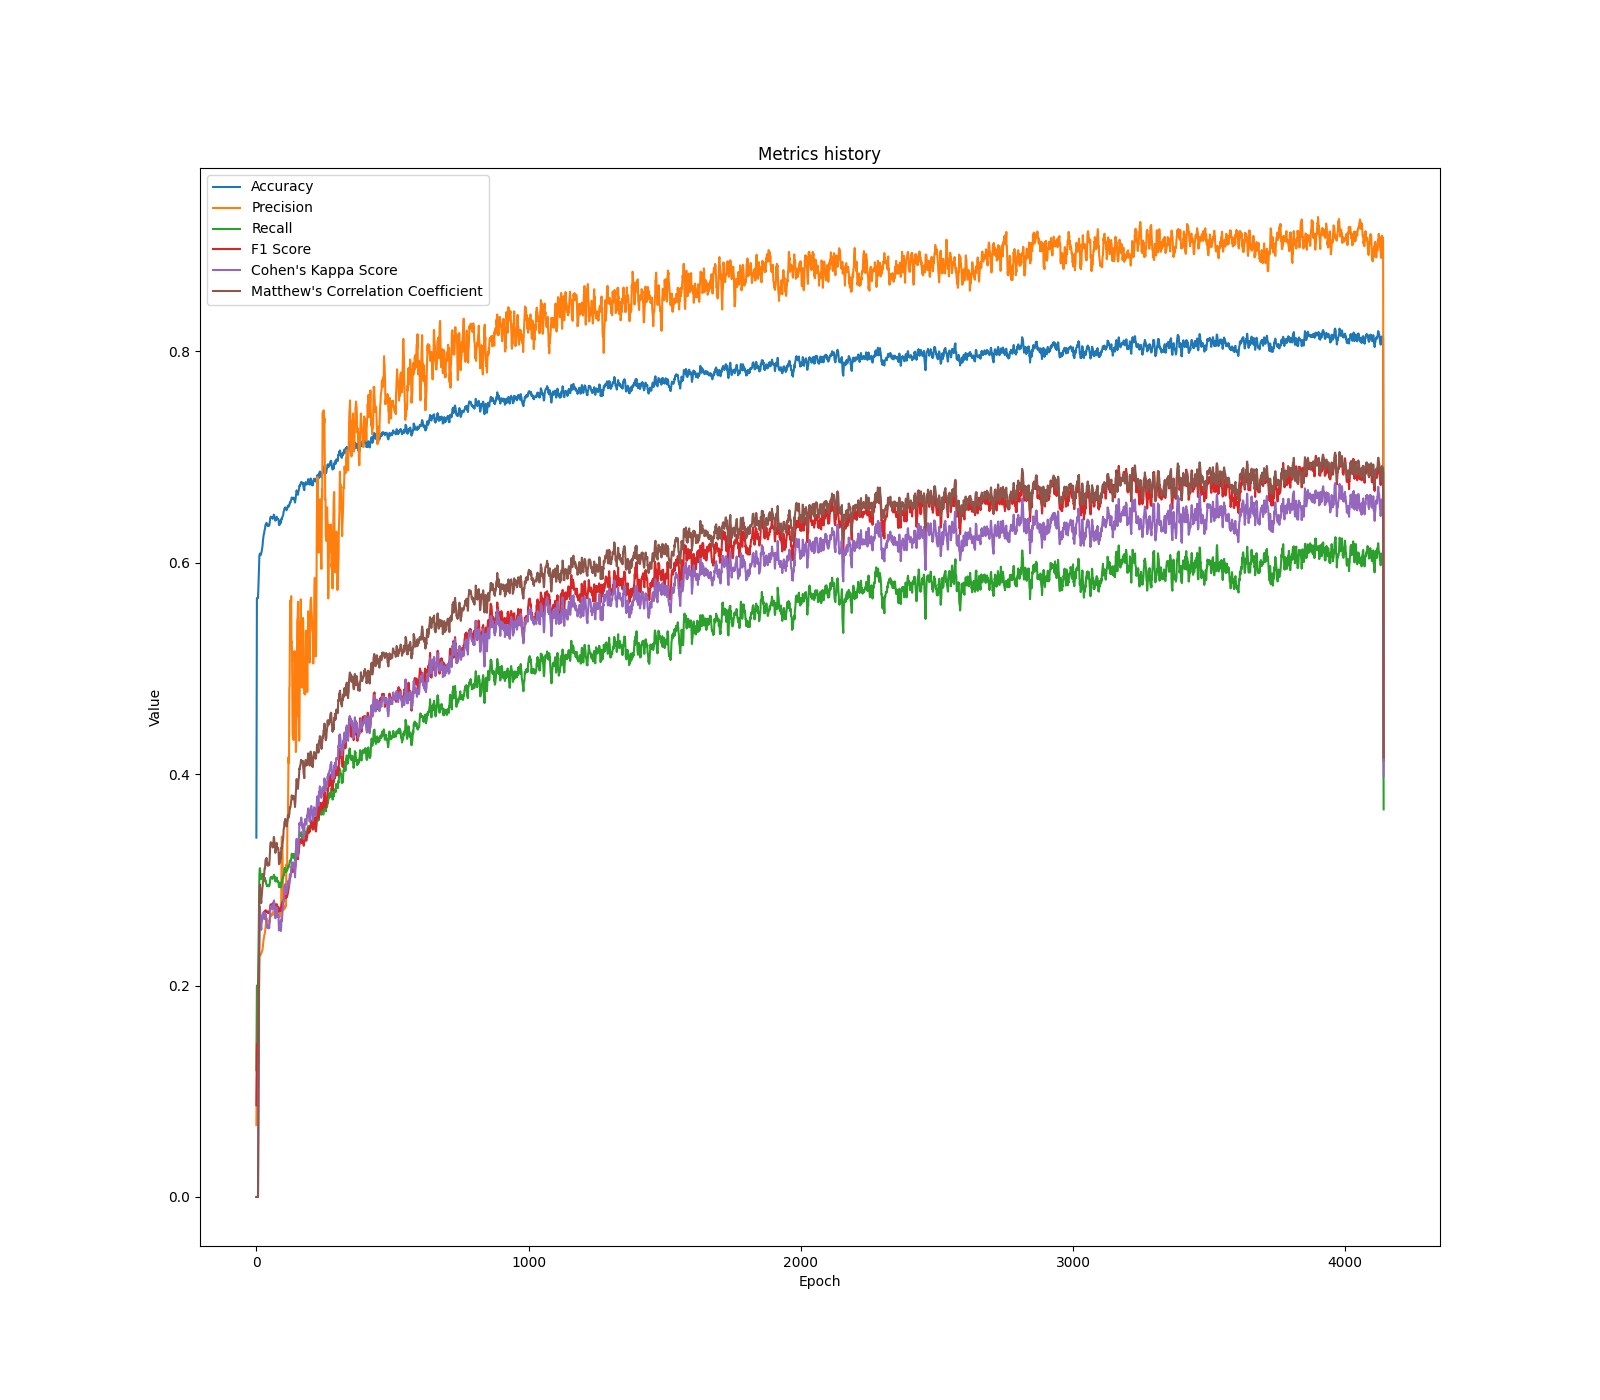 Metrics history
Accuracy
Precision
Recall
F1 Score
Cohen's Kappa Score
Matthew's Correlation Coefficient
0.8
0.6
0.4
0.2
0.0
Value
0 1000 2000 3000 4000
Epoch